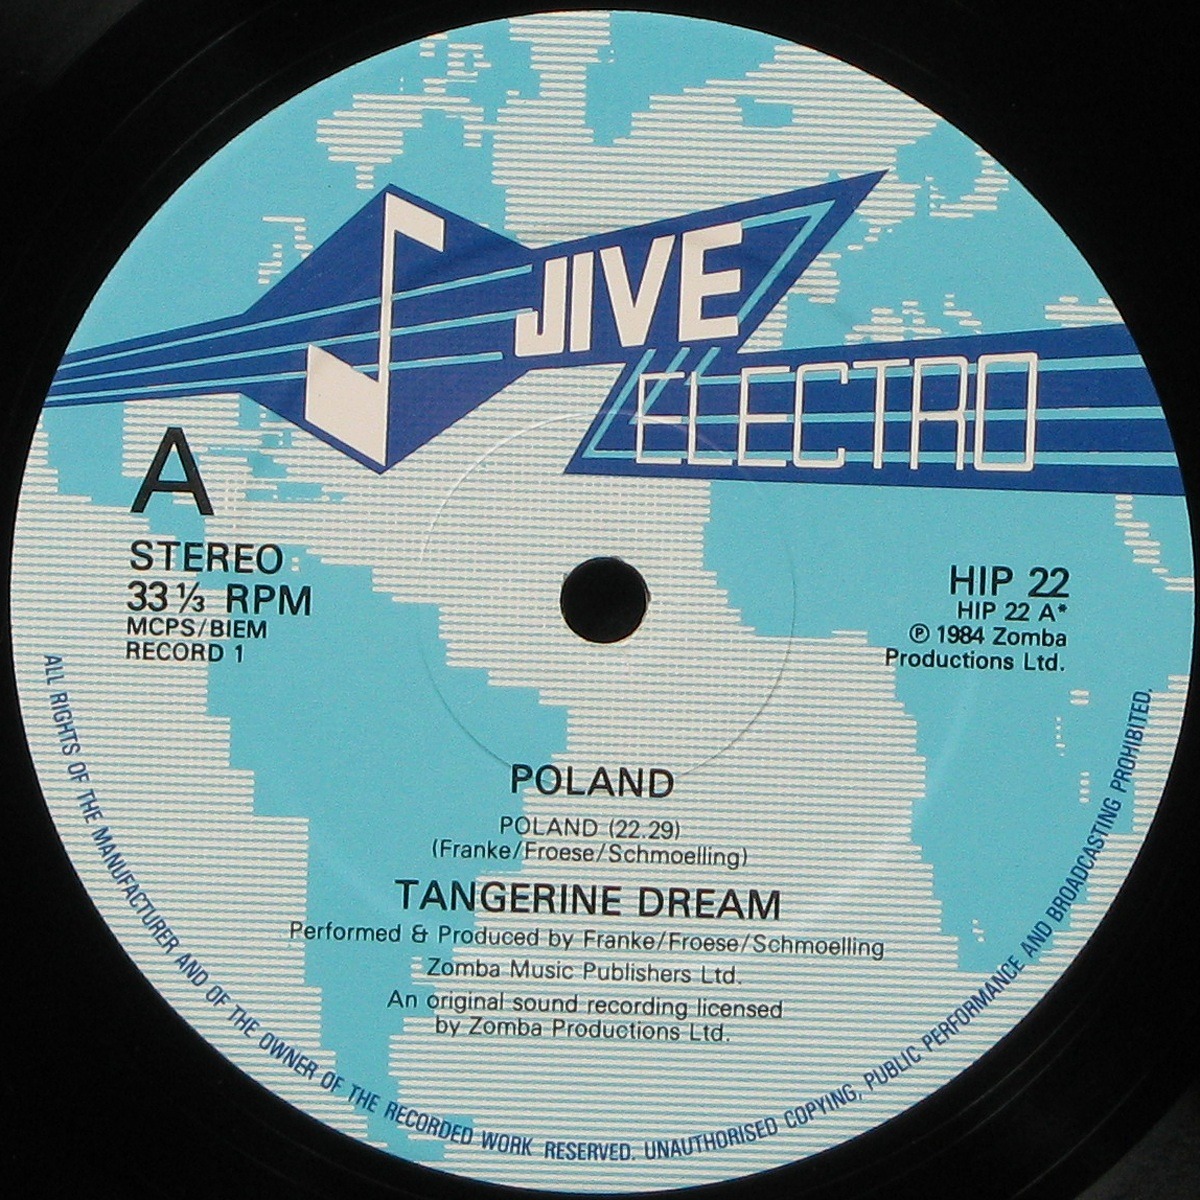 JIVE
ELECTRO
A
STEREO
33 ⅓ RPM
MCPS/BIEM
RECORD 1
HIP 22
HIP 22 A*
℗ 1984 Zomba
Productions Ltd.
POLAND
POLAND (22.29)
(Franke/Froese/Schmoelling)
TANGERINE DREAM
Performed & Produced by Franke/Froese/Schmoelling
Zomba Music Publishers Ltd.
An original sound recording licensed
by Zomba Productions Ltd.
ALL RIGHTS OF THE MANUFACTURER AND OF THE OWNER OF THE RECORDED WORK RESERVED. UNAUTHORISED COPYING, PUBLIC PERFORMANCE AND BROADCASTING PROHIBITED.